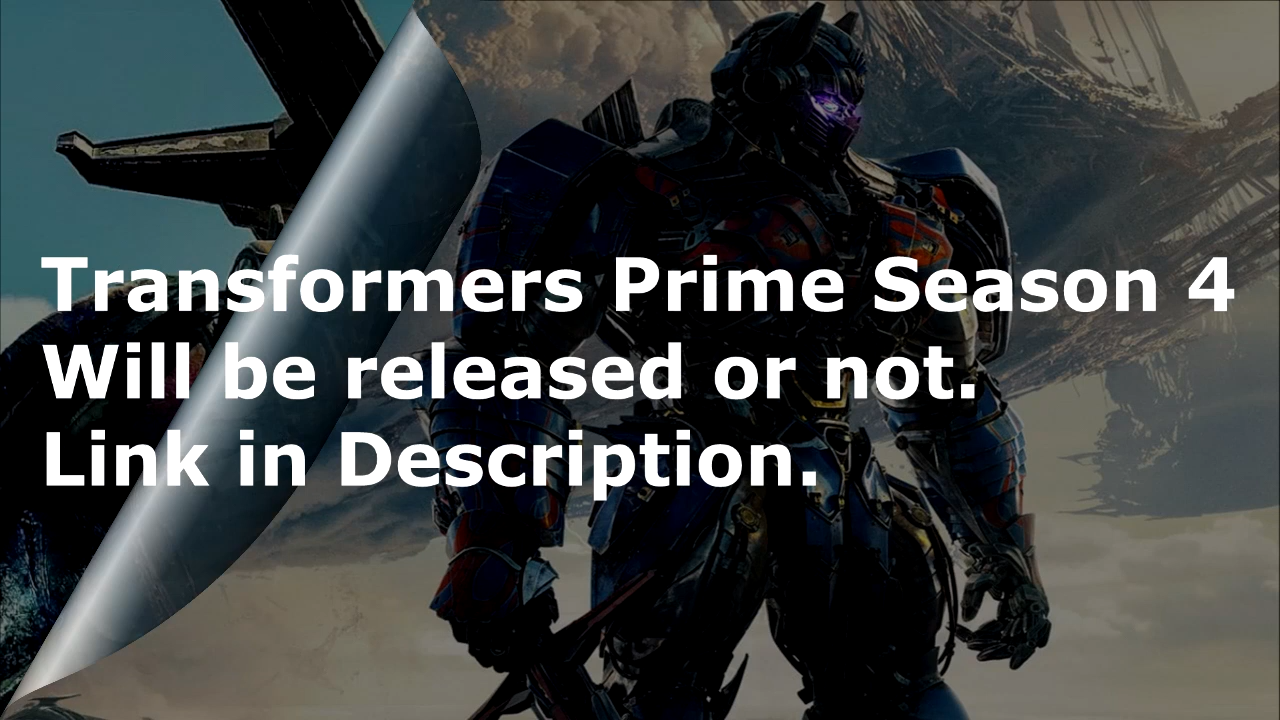 Transformers Prime Season 4
Will be released or not.
Link in Description.